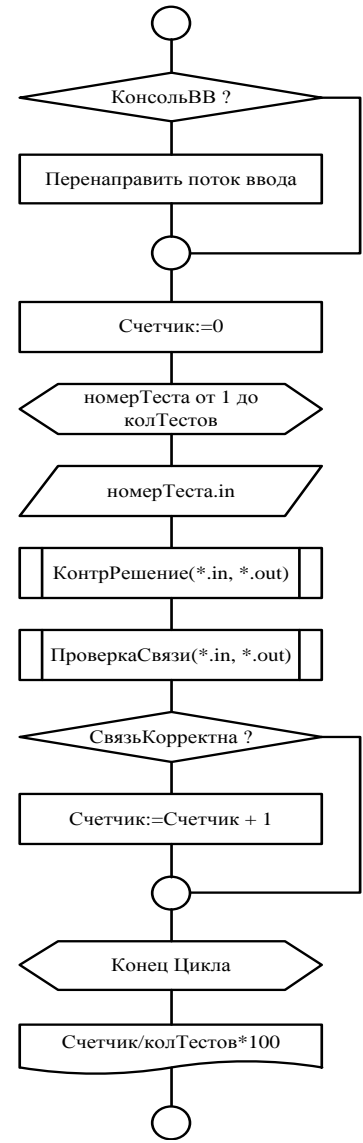 КонсольВВ ?
Перенаправить поток ввода
Счетчик:=0
номерТеста от 1 до
колТестов
номерТеста.in
КонтрРешение(*.in, *.out)
ПроверкаСвязи(*.in, *.out)
СвязьКорректна ?
Счетчик:=Счетчик + 1
Конец Цикла
Счетчик/колТестов*100